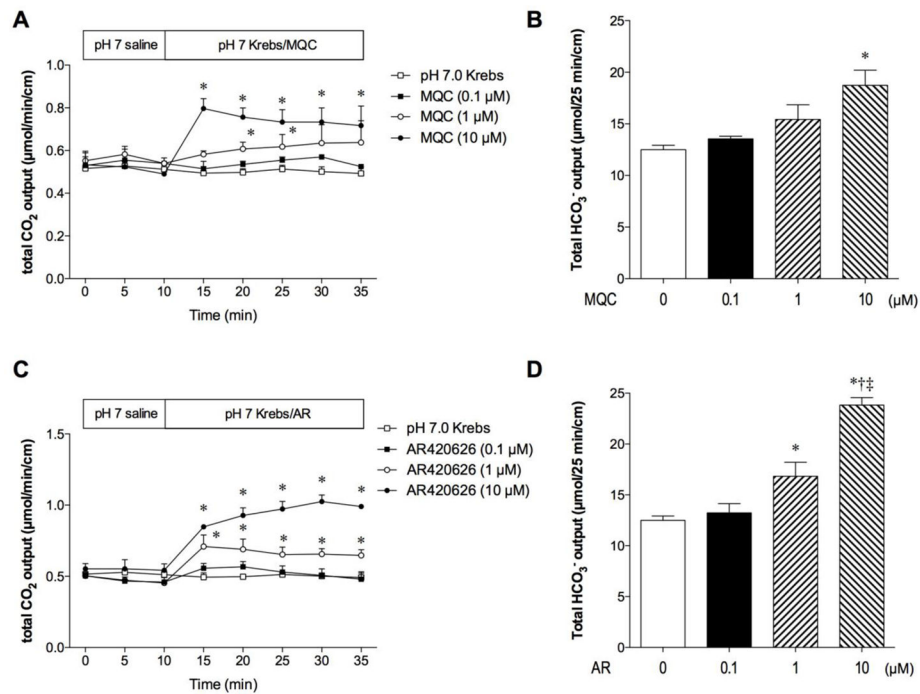 A
pH 7 saline
pH 7 Krebs/MQC
total CO₂ output (µmol/min/cm)
1.0
0.8
0.6
0.4
0.2
0.0
* * * * *
* *
0 5 10 15 20 25 30 35
Time (min)
pH 7.0 Krebs
MQC (0.1 µM)
MQC (1 µM)
MQC (10 µM)
B
Total HCO₃⁻ output (µmol/25 min/cm)
25
20
15
10
5
0
*
MQC 0 0.1 1 10 (µM)
C
pH 7 saline
pH 7 Krebs/AR
total CO₂ output (µmol/min/cm)
1.5
1.0
0.5
0.0
* * * * *
* * * * *
0 5 10 15 20 25 30 35
Time (min)
pH 7.0 Krebs
AR420626 (0.1 µM)
AR420626 (1 µM)
AR420626 (10 µM)
D
Total HCO₃⁻ output (µmol/25 min/cm)
25
20
15
10
5
0
*
*†‡
AR 0 0.1 1 10 (µM)